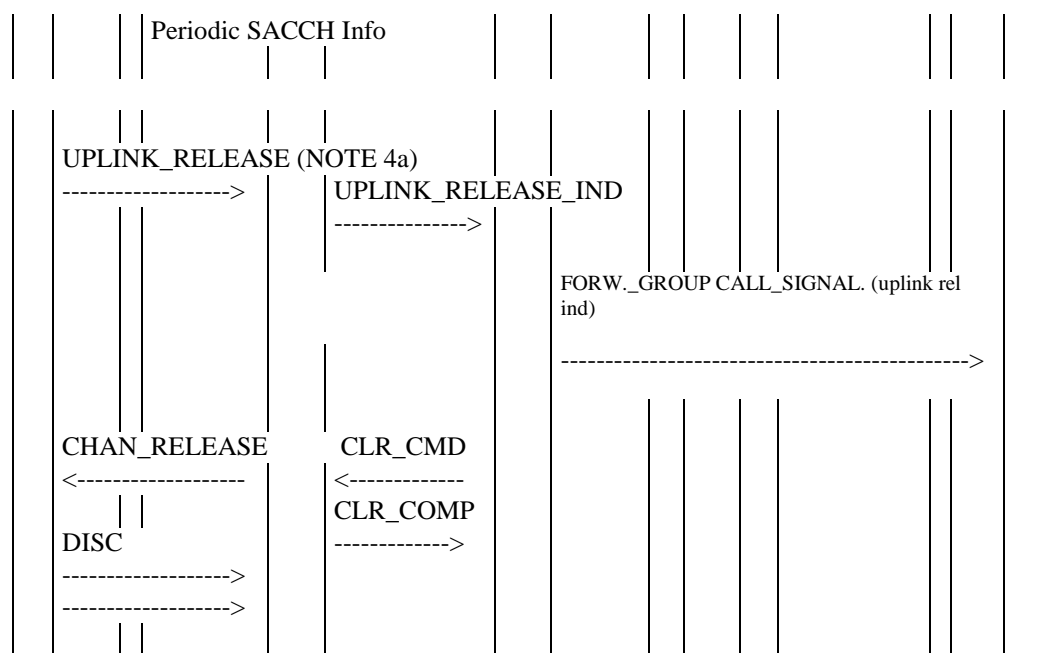 Periodic SACCH Info
UPLINK_RELEASE (NOTE 4a)
------------------->
UPLINK_RELEASE_IND
--------------->
FORW._GROUP CALL_SIGNAL. (uplink rel
ind)
---------------------------------------------->
CHAN_RELEASE CLR_CMD
<------------------- <-------------
CLR_COMP
DISC ------------->
------------------->
------------------->